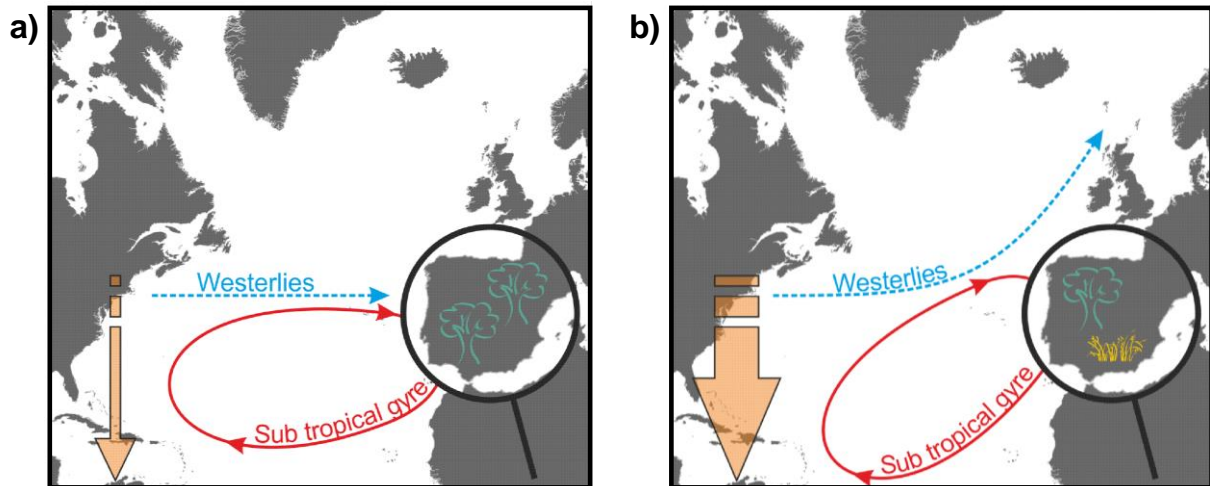 a)
Westerlies
Sub tropical gyre
b)
Westerlies
Sub tropical gyre